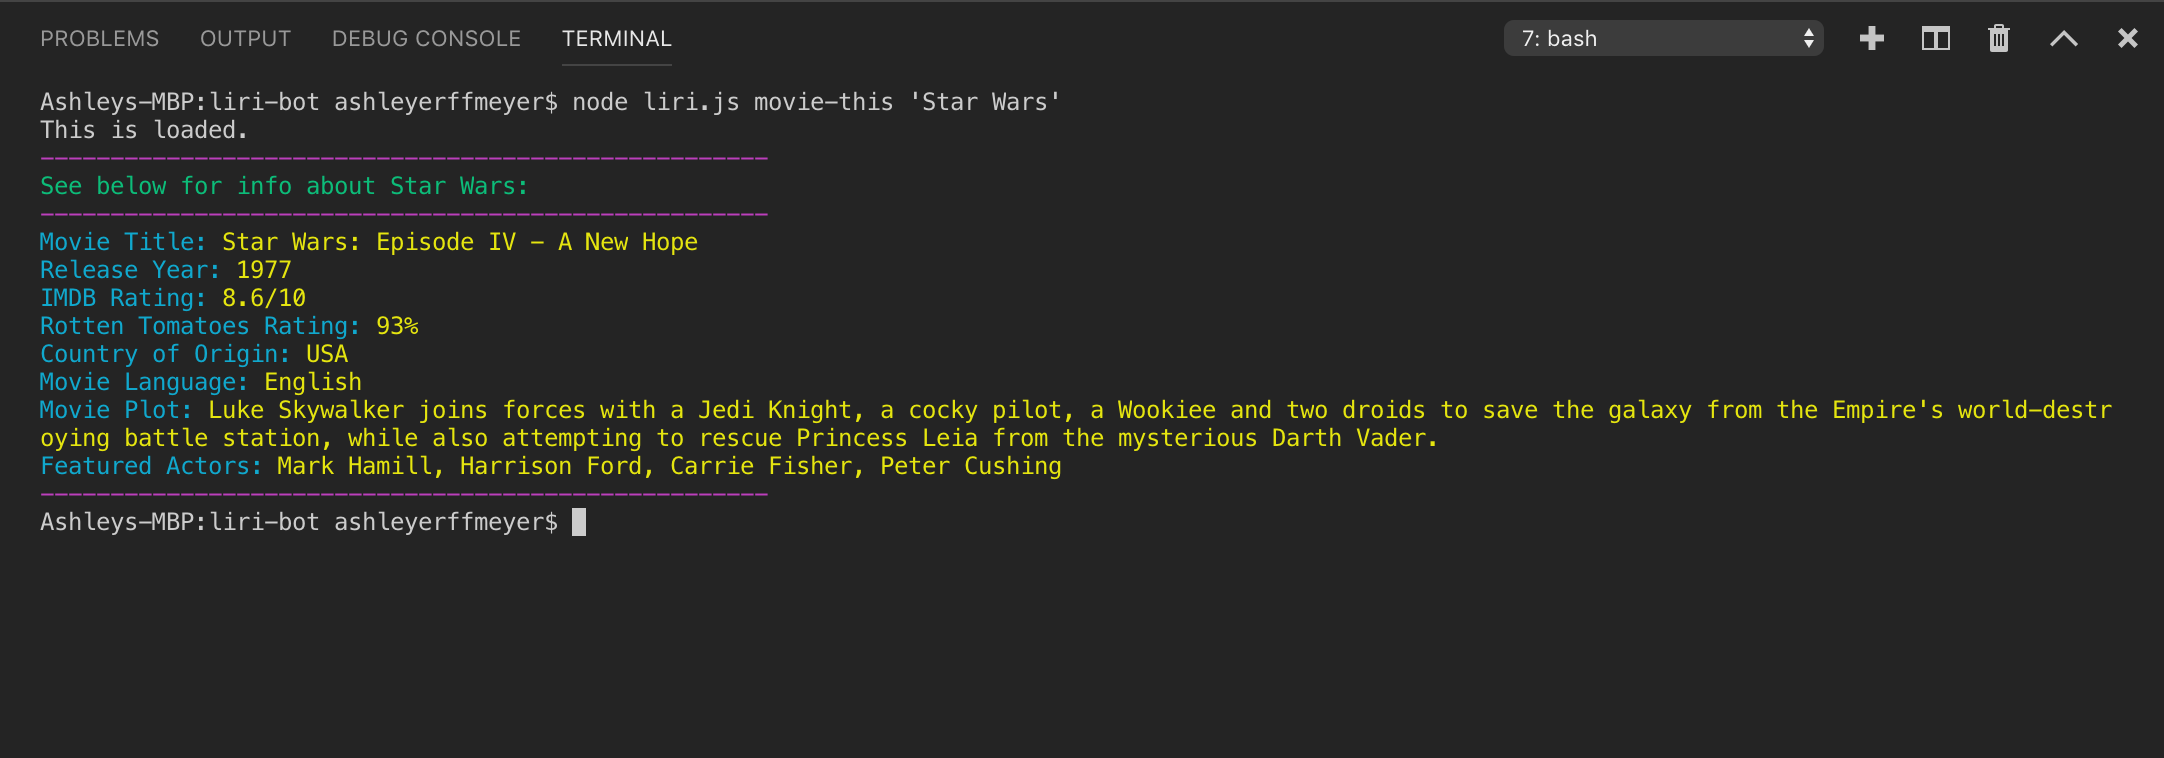 PROBLEMS OUTPUT DEBUG CONSOLE TERMINAL 7: bash
Ashleys-MBP:liri-bot ashleyerffmeyer$ node liri.js movie-this 'Star Wars'
This is loaded.
----------------------------------------------------
See below for info about Star Wars:
----------------------------------------------------
Movie Title: Star Wars: Episode IV - A New Hope
Release Year: 1977
IMDB Rating: 8.6/10
Rotten Tomatoes Rating: 93%
Country of Origin: USA
Movie Language: English
Movie Plot: Luke Skywalker joins forces with a Jedi Knight, a cocky pilot, a Wookiee and two droids to save the galaxy from the Empire's world-destr
oying battle station, while also attempting to rescue Princess Leia from the mysterious Darth Vader.
Featured Actors: Mark Hamill, Harrison Ford, Carrie Fisher, Peter Cushing
----------------------------------------------------
Ashleys-MBP:liri-bot ashleyerffmeyer$